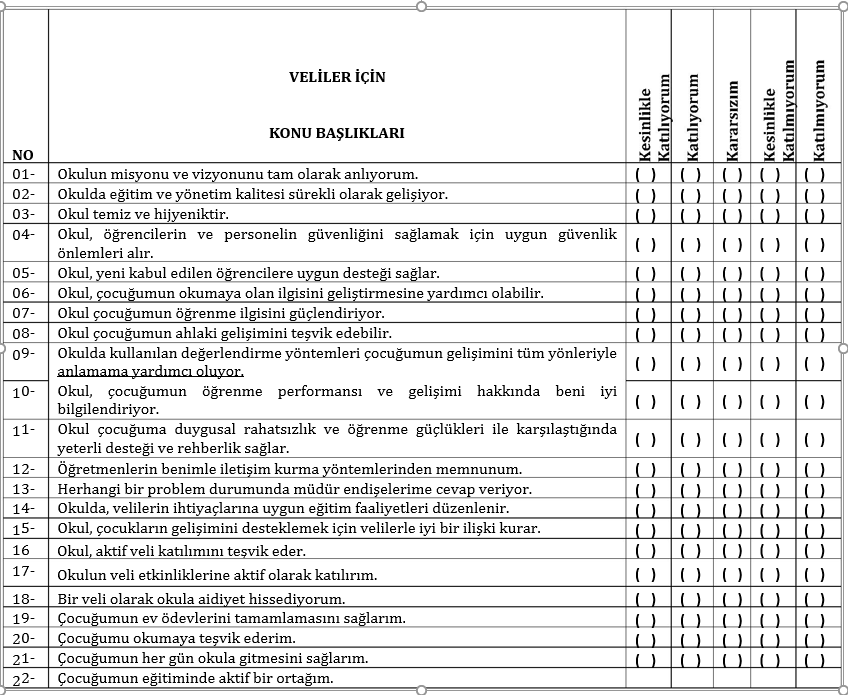 VELİLER İÇİN
KONU BAŞLIKLARI
NO
Kesinlikle
Katılıyorum
Katılıyorum
Kararsızım
Kesinlikle
Katılmıyorum
Katılmıyorum
01- Okulun misyonu ve vizyonunu tam olarak anlıyorum. ( ) ( ) ( ) ( ) ( )
02- Okulda eğitim ve yönetim kalitesi sürekli olarak gelişiyor. ( ) ( ) ( ) ( ) ( )
03- Okul temiz ve hijyeniktir. ( ) ( ) ( ) ( ) ( )
04- Okul, öğrencilerin ve personelin güvenliğini sağlamak için uygun güvenlik
önlemleri alır. ( ) ( ) ( ) ( ) ( )
05- Okul, yeni kabul edilen öğrencilere uygun desteği sağlar. ( ) ( ) ( ) ( ) ( )
06- Okul, çocuğumun okumaya olan ilgisini geliştirmesine yardımcı olabilir. ( ) ( ) ( ) ( ) ( )
07- Okul çocuğumun öğrenme ilgisini güçlendiriyor. ( ) ( ) ( ) ( ) ( )
08- Okul çocuğumun ahlaki gelişimini teşvik edebilir. ( ) ( ) ( ) ( ) ( )
09- Okulda kullanılan değerlendirme yöntemleri çocuğumun gelişimini tüm yönleriyle
anlamama yardımcı oluyor. ( ) ( ) ( ) ( ) ( )
10- Okul, çocuğumun öğrenme performansı ve gelişimi hakkında beni iyi
bilgilendiriyor. ( ) ( ) ( ) ( ) ( )
11- Okul çocuğuma duygusal rahatsızlık ve öğrenme güçlükleri ile karşılaştığında
yeterli desteği ve rehberlik sağlar. ( ) ( ) ( ) ( ) ( )
12- Öğretmenlerin benimle iletişim kurma yöntemlerinden memnunum. ( ) ( ) ( ) ( ) ( )
13- Herhangi bir problem durumunda müdür endişelerime cevap veriyor. ( ) ( ) ( ) ( ) ( )
14- Okulda, velilerin ihtiyaçlarına uygun eğitim faaliyetleri düzenlenir. ( ) ( ) ( ) ( ) ( )
15- Okul, çocukların gelişimini desteklemek için velilerle iyi bir ilişki kurar. ( ) ( ) ( ) ( ) ( )
16 Okul, aktif veli katılımını teşvik eder. ( ) ( ) ( ) ( ) ( )
17- Okulun veli etkinliklerine aktif olarak katılırım. ( ) ( ) ( ) ( ) ( )
18- Bir veli olarak okula aidiyet hissediyorum. ( ) ( ) ( ) ( ) ( )
19- Çocuğumun ev ödevlerini tamamlamasını sağlarım. ( ) ( ) ( ) ( ) ( )
20- Çocuğumu okumaya teşvik ederim. ( ) ( ) ( ) ( ) ( )
21- Çocuğumun her gün okula gitmesini sağlarım. ( ) ( ) ( ) ( ) ( )
22- Çocuğumun eğitiminde aktif bir ortağım.